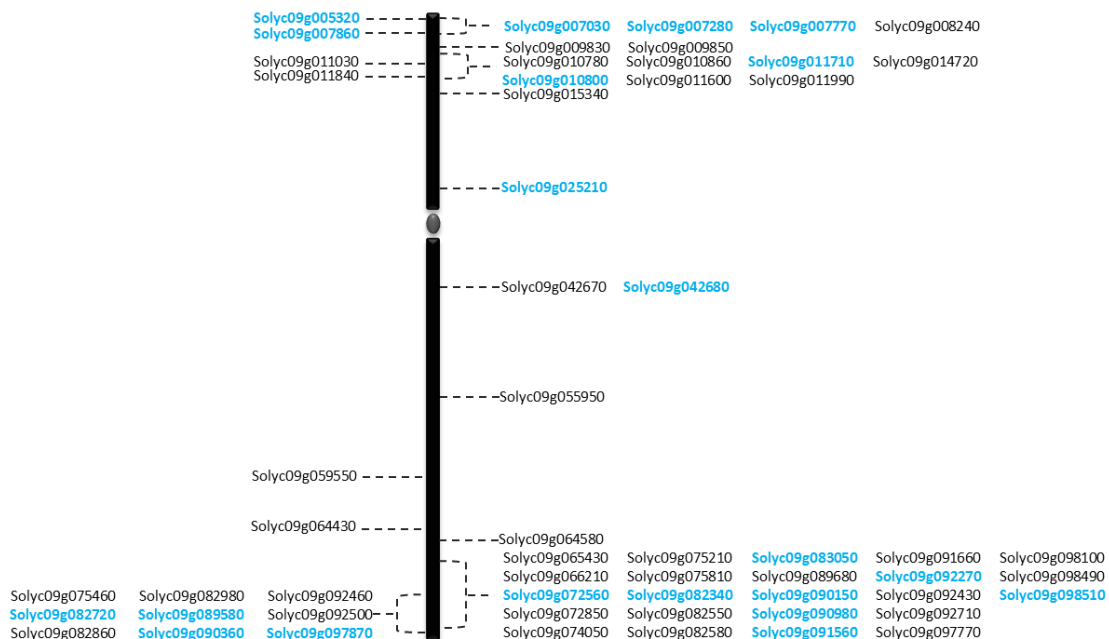 Solyc09g005320
Solyc09g007860
Solyc09g007030 Solyc09g007280 Solyc09g007770 Solyc09g008240
Solyc09g009830 Solyc09g009850
Solyc09g011030
Solyc09g011840
Solyc09g010780 Solyc09g010860 Solyc09g011710 Solyc09g014720
Solyc09g010800 Solyc09g011600 Solyc09g011990
Solyc09g015340
Solyc09g025210
Solyc09g042670 Solyc09g042680
Solyc09g055950
Solyc09g059550
Solyc09g064430
Solyc09g064580
Solyc09g065430 Solyc09g075210 Solyc09g083050 Solyc09g091660 Solyc09g098100
Solyc09g066210 Solyc09g075810 Solyc09g089680 Solyc09g092270 Solyc09g098490
Solyc09g072560 Solyc09g082340 Solyc09g090150 Solyc09g092430 Solyc09g098510
Solyc09g072850 Solyc09g082550 Solyc09g090980 Solyc09g092710
Solyc09g074050 Solyc09g082580 Solyc09g091560 Solyc09g097770
Solyc09g075460 Solyc09g082980 Solyc09g092460
Solyc09g082720 Solyc09g089580 Solyc09g092500
Solyc09g082860 Solyc09g090360 Solyc09g097870